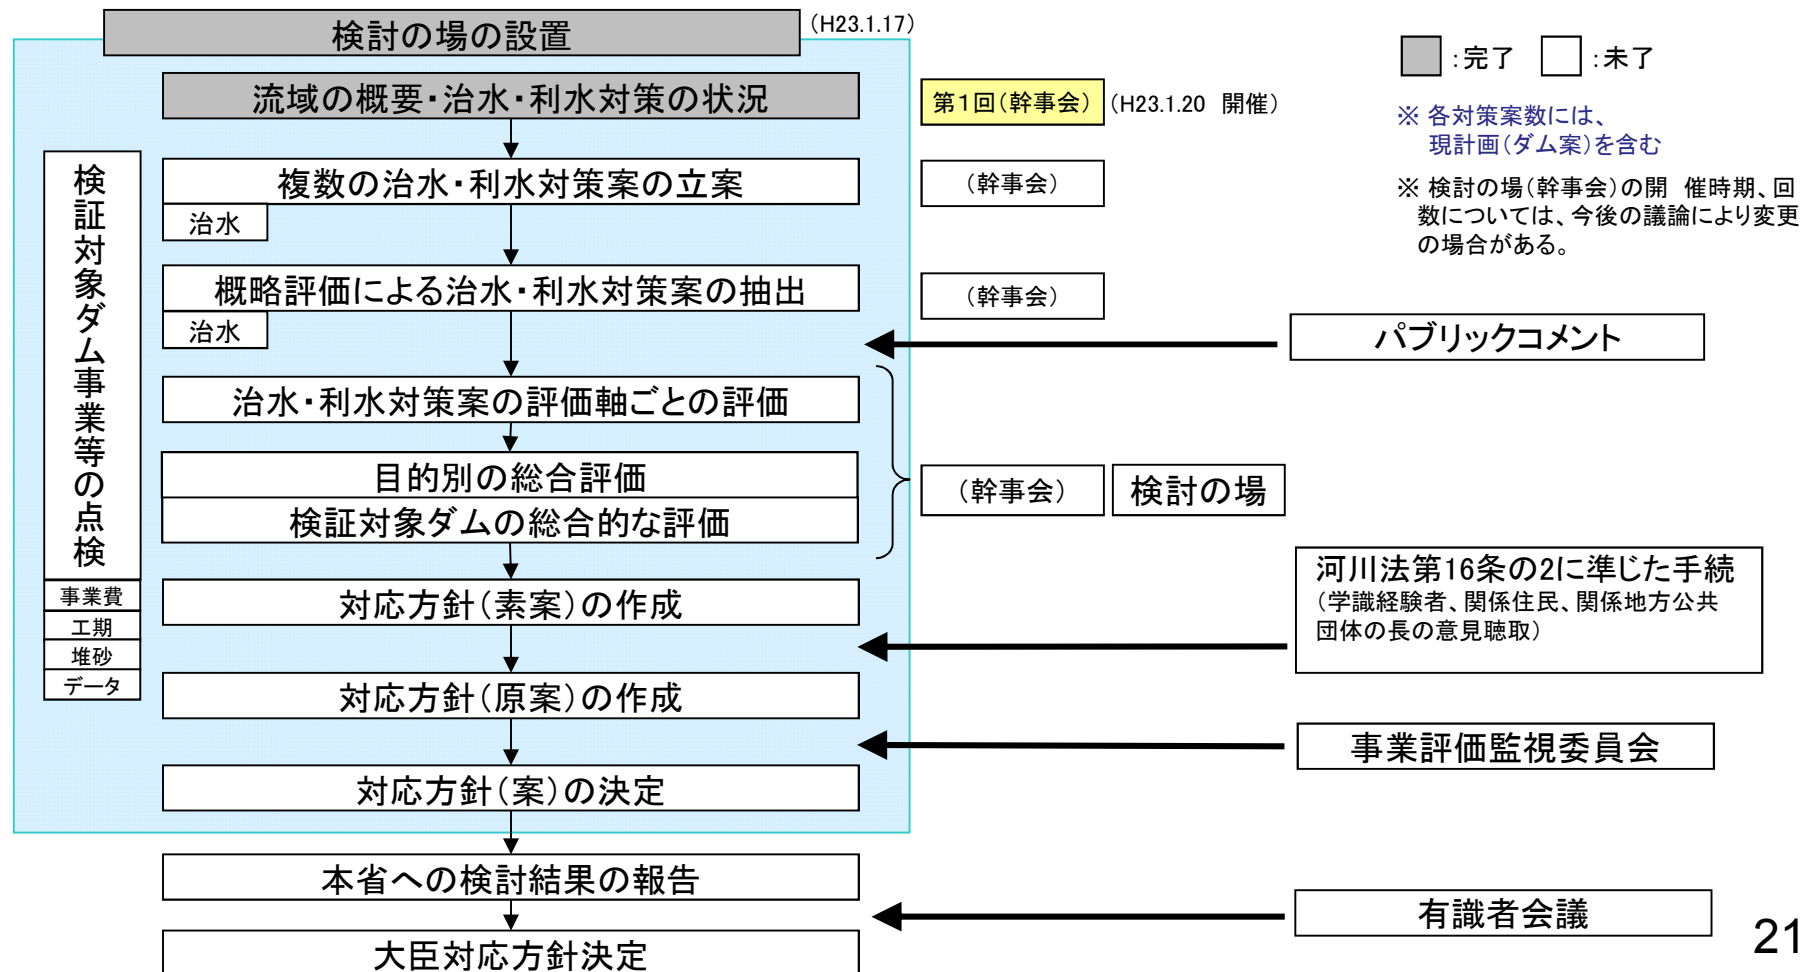 検討の場の設置
(H23.1.17)
流域の概要・治水・利水対策の状況
第1回(幹事会)
(H23.1.20 開催)
:完了
:未了
※ 各対策案数には、
現計画(ダム案)を含む
※ 検討の場(幹事会)の開 催時期、回
数については、今後の議論により変更
の場合がある。
検証対象ダム事業等の点検
事業費
工期
堆砂
データ
複数の治水・利水対策案の立案
治水
(幹事会)
概略評価による治水・利水対策案の抽出
治水
(幹事会)
パブリックコメント
治水・利水対策案の評価軸ごとの評価
目的別の総合評価
検証対象ダムの総合的な評価
(幹事会)
検討の場
対応方針(素案)の作成
河川法第16条の2に準じた手続
(学識経験者、関係住民、関係地方公共
団体の長の意見聴取)
対応方針(原案)の作成
事業評価監視委員会
対応方針(案)の決定
本省への検討結果の報告
有識者会議
大臣対応方針決定
21